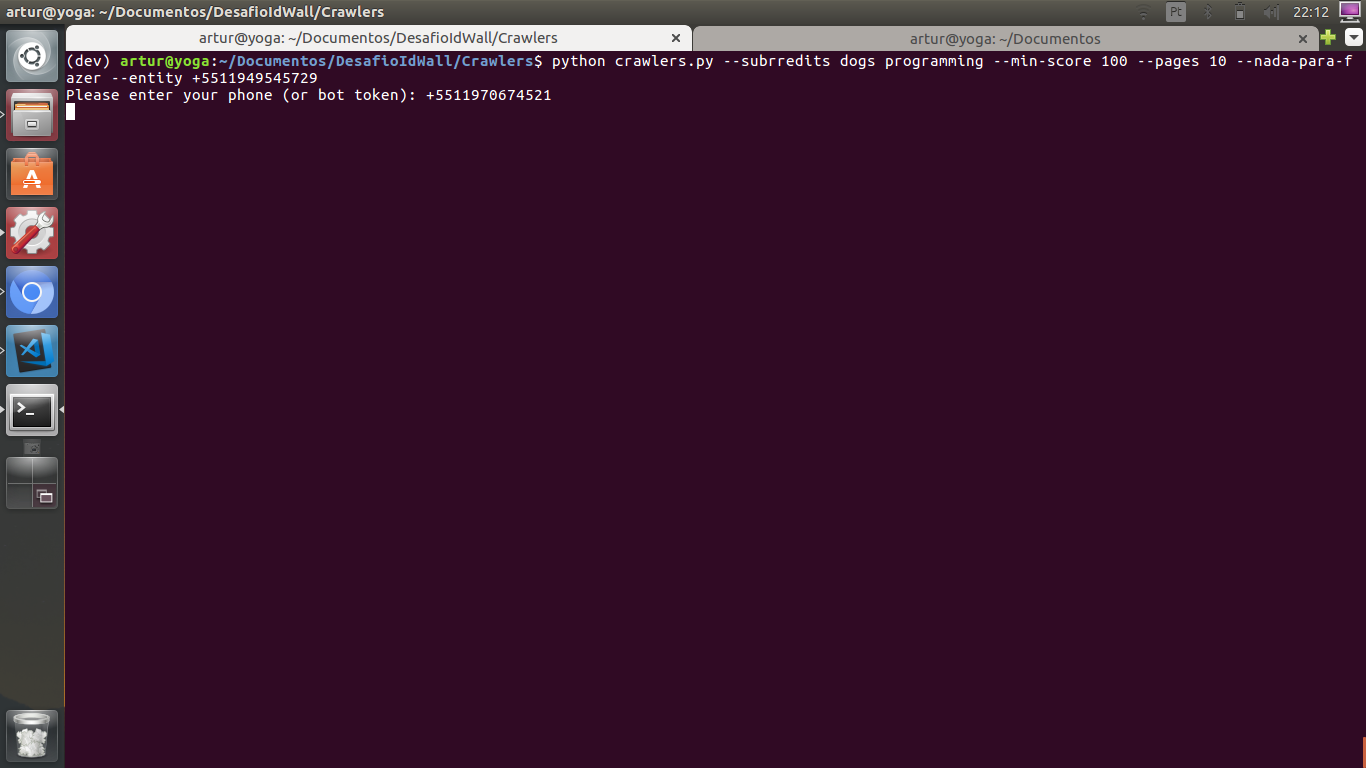 artur@yoga: ~/Documentos/DesafioIdWall/Crawlers
Pt
22:12
artur@yoga: ~/Documentos/DesafioIdWall/Crawlers
artur@yoga: ~/Documentos
(dev) artur@yoga:~/Documentos/DesafioIdWall/Crawlers$ python crawlers.py --subrredits dogs programming --min-score 100 --pages 10 --nada-para-f
azer --entity +5511949545729
Please enter your phone (or bot token): +5511970674521